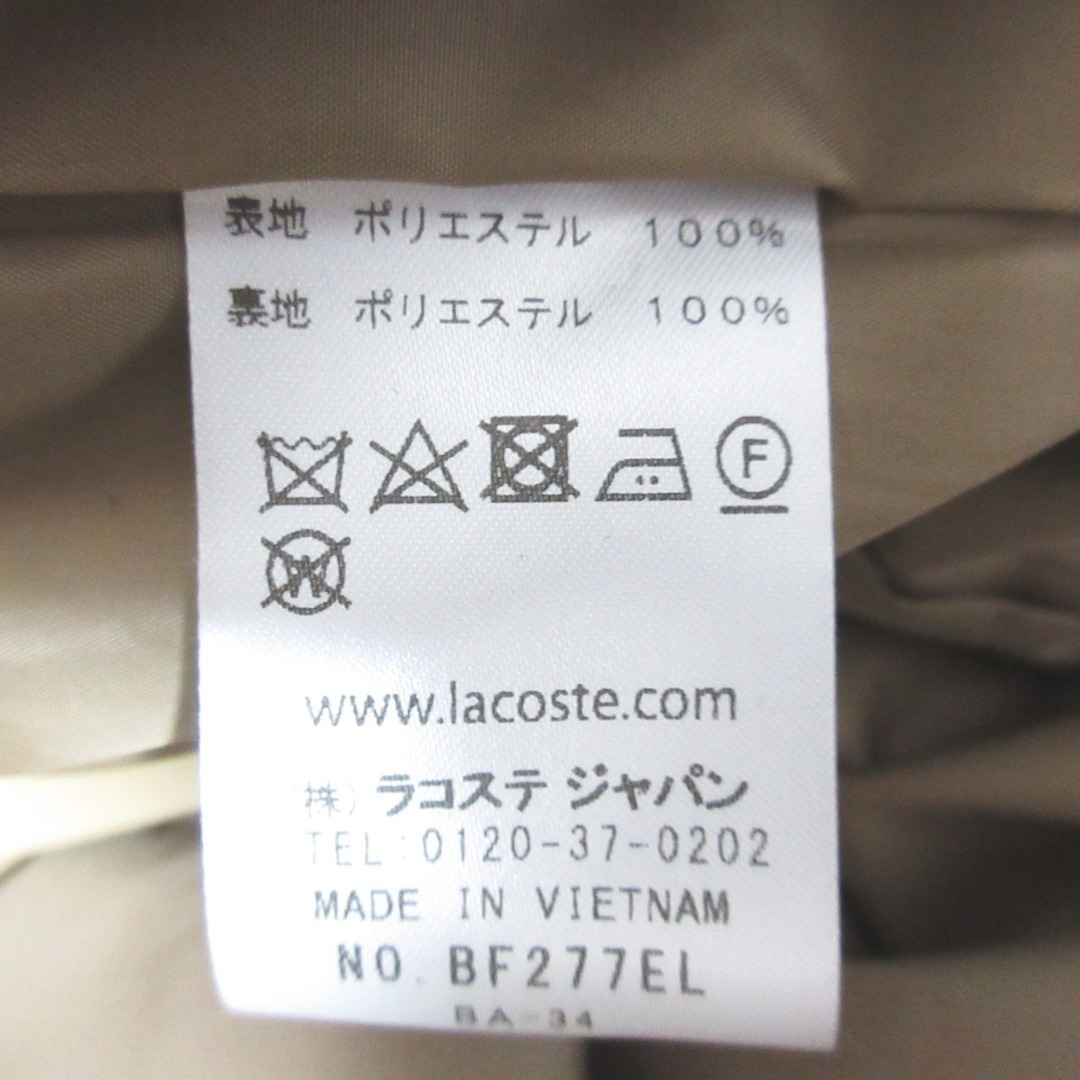 表地 ポリエステル 100%
裏地 ポリエステル 100%
F
W
www.lacoste.com
(株) ラコステ ジャパン
TEL:0120-37-0202
MADE IN VIETNAM
NO. BF277EL
BA-34